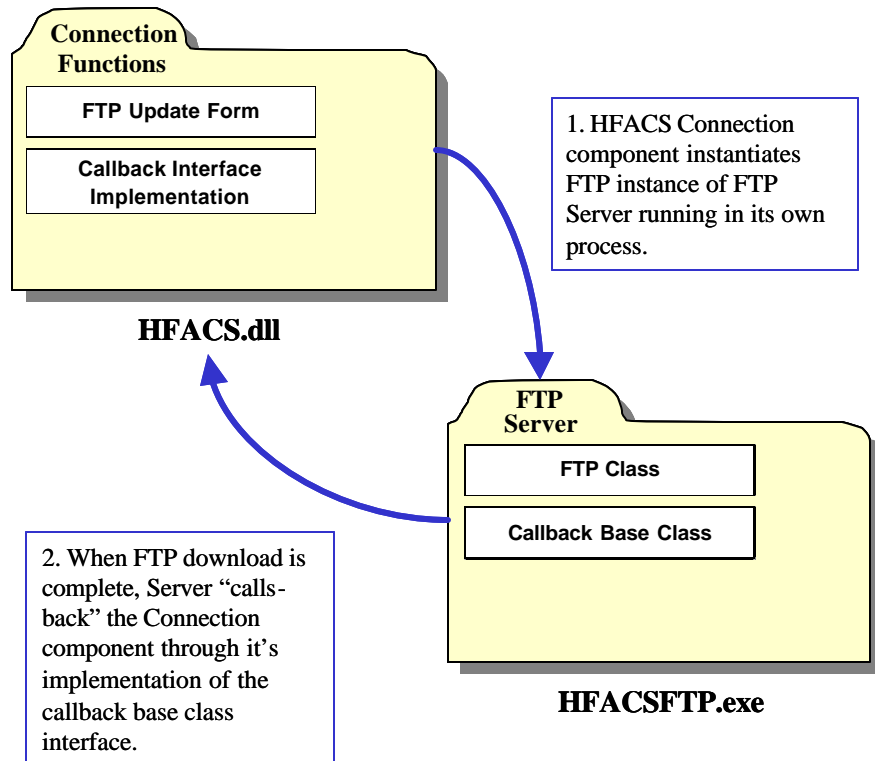 Connection
Functions
FTP Update Form
Callback Interface
Implementation
HFACS.dll
1. HFACS Connection
component instantiates
FTP instance of FTP
Server running in its own
process.
FTP
Server
FTP Class
Callback Base Class
HFACSFTP.exe
2. When FTP download is
complete, Server “calls-
back” the Connection
component through it’s
implementation of the
callback base class
interface.